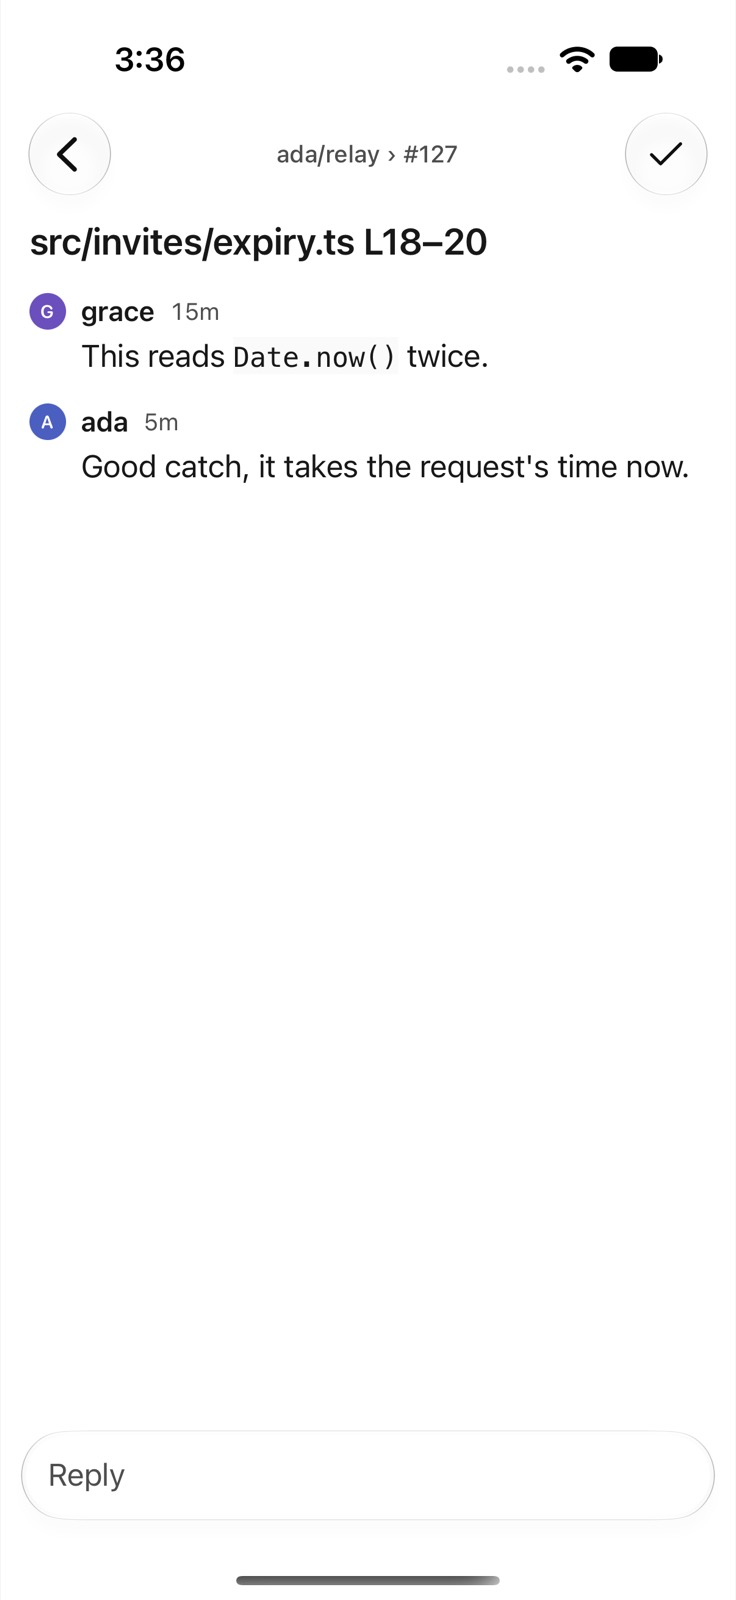 3:36
ada/relay › #127
src/invites/expiry.ts L18–20
G grace 15m
This reads Date.now() twice.
A ada 5m
Good catch, it takes the request's time now.
Reply